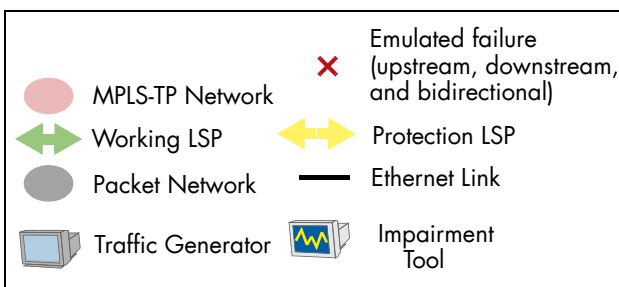 MPLS-TP Network
Working LSP
Packet Network
Traffic Generator
Emulated failure
(upstream, downstream,
and bidirectional)
Protection LSP
Ethernet Link
Impairment
Tool